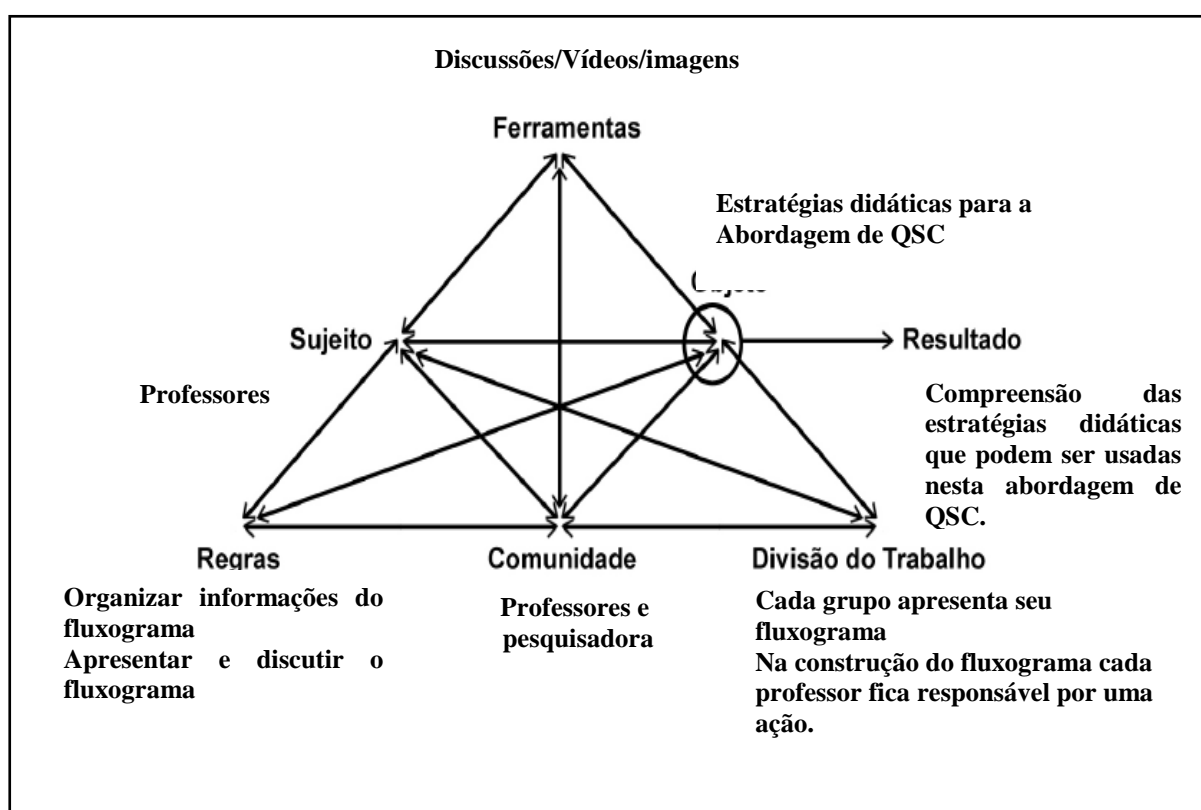 Discussões/Vídeos/imagens
Ferramentas
Estratégias didáticas para a
Abordagem de QSC
Sujeito
Resultado
Professores
Compreensão das
estratégias didáticas
que podem ser usadas
nesta abordagem de
QSC.
Regras
Comunidade
Divisão do Trabalho
Organizar informações do
fluxograma
Apresentar e discutir o
fluxograma
Professores e
pesquisadora
Cada grupo apresenta seu
fluxograma
Na construção do fluxograma cada
professor fica responsável por uma
ação.